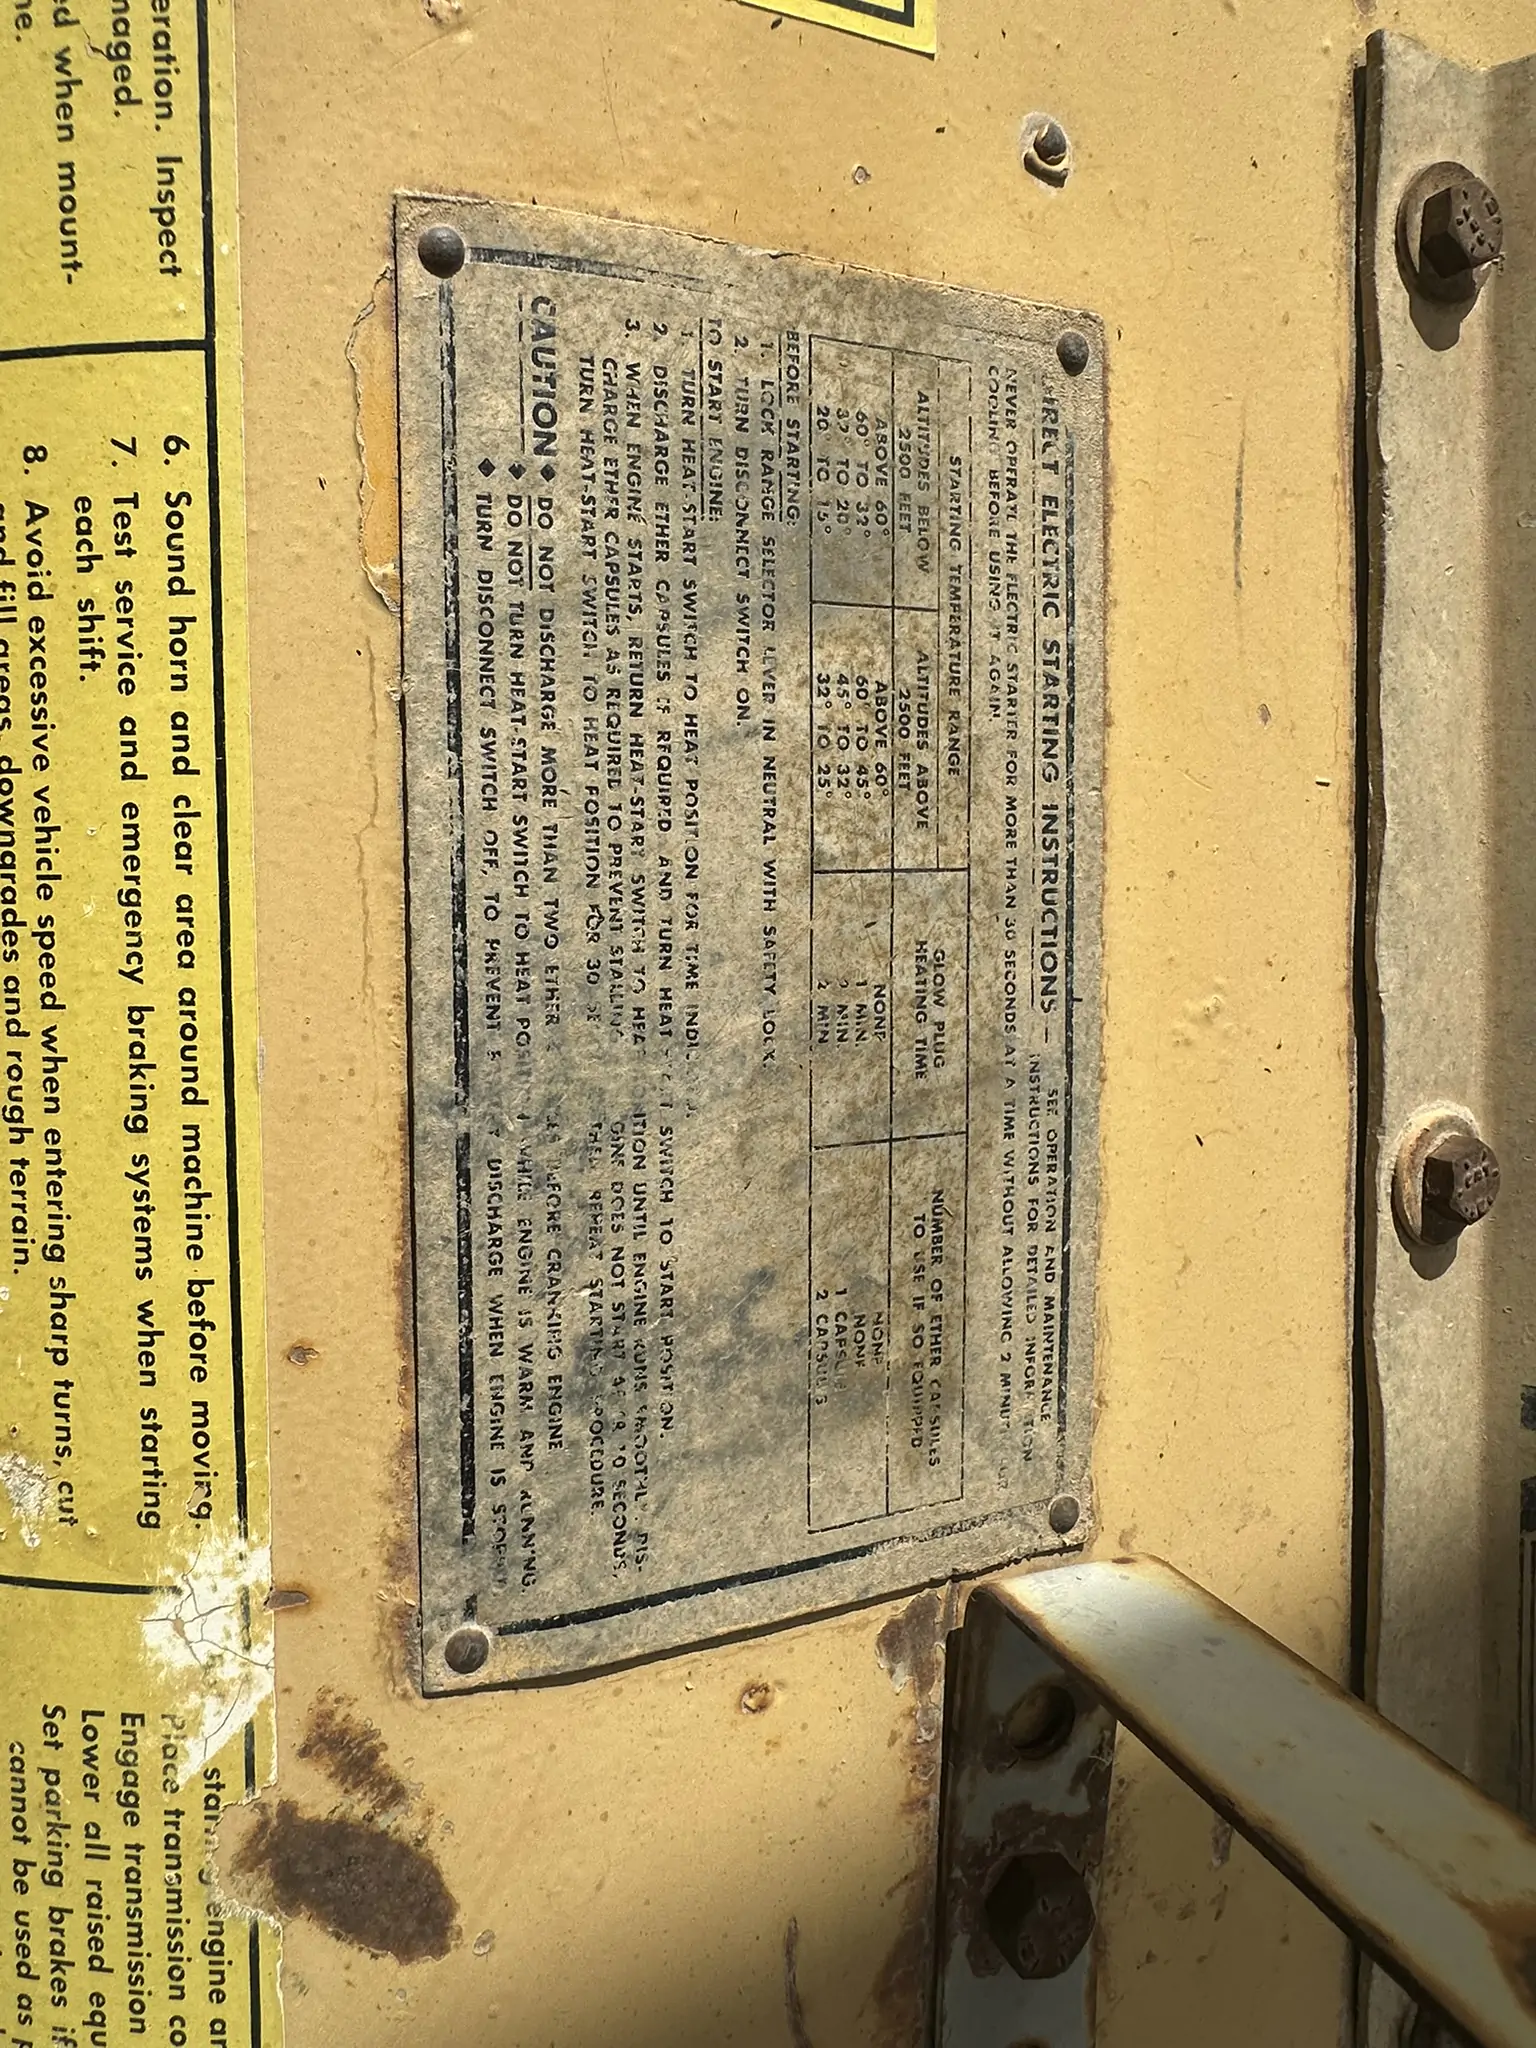 DIRECT ELECTRIC STARTING INSTRUCTIONS – SEE OPERATION AND MAINTENANCE
INSTRUCTIONS FOR DETAILED INFORMATION
NEVER OPERATE THE ELECTRIC STARTER FOR MORE THAN 30 SECONDS AT A TIME WITHOUT ALLOWING 2 MINUTES FOR
COOLING BEFORE USING IT AGAIN.
STARTING TEMPERATURE RANGE
ALTITUDES BELOW 2500 FEET
ALTITUDES ABOVE 2500 FEET
GLOW PLUG HEATING TIME
NUMBER OF ETHER CAPSULES TO USE IF SO EQUIPPED
ABOVE 60° ABOVE 60° NONE NONE
60° TO 32° 60° TO 45° 1 MIN. NONE
32° TO 20° 45° TO 32° 2 MIN 1 CAPSULE
20° TO 15° 32° TO 25° 2 MIN 2 CAPSULES
BEFORE STARTING:
1. LOCK RANGE SELECTOR LEVER IN NEUTRAL WITH SAFETY LOCK.
2. TURN DISCONNECT SWITCH ON.
TO START ENGINE:
1. TURN HEAT-START SWITCH TO HEAT POSITION FOR TIME INDICATED.
2. DISCHARGE ETHER CAPSULES IF REQUIRED AND TURN HEAT START SWITCH TO START POSITION.
3. WHEN ENGINE STARTS, RETURN HEAT-START SWITCH TO HEAT POSITION UNTIL ENGINE RUNS SMOOTHLY. DIS-
CHARGE ETHER CAPSULES AS REQUIRED TO PREVENT STALLING. ENGINE DOES NOT START AFTER 30 SECONDS,
TURN HEAT-START SWITCH TO HEAT POSITION FOR 30 THEN REPEAT STARTING PROCEDURE.
CAUTION ◆ DO NOT DISCHARGE MORE THAN TWO ETHER CAPSULES BEFORE CRANKING ENGINE
◆ DO NOT TURN HEAT-START SWITCH TO HEAT POSITION WHILE ENGINE IS WARM AND RUNNING.
◆ TURN DISCONNECT SWITCH OFF, TO PREVENT BATTERY DISCHARGE WHEN ENGINE IS STOPPED
eration. Inspect
naged.
ed when mount-
ne.
6. Sound horn and clear area around machine before moving.
7. Test service and emergency braking systems when starting
each shift.
8. Avoid excessive vehicle speed when entering sharp turns, cut
and fill areas, downgrades and rough terrain.
engine an
Place transmission co
Engage transmission
Lower all raised equ
Set parking brakes if
cannot be used as p